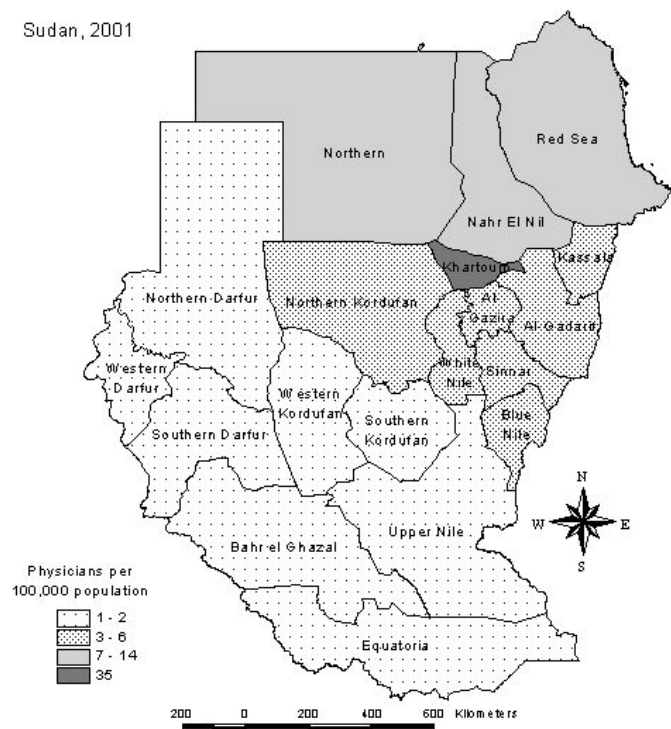 Sudan, 2001
Northern
Red Sea
Nahr El Nil
Khartoum
Kassala
Northern Darfur
Northern Kordufan
Al-
Gazira
Al-Gadarif
Western
Darfur
White
Nile
Sinnar
Western
Kordufan
Southern
Kordufan
Blue
Nile
Southern Darfur
Upper Nile
Bahr el Ghazal
Equatoria
N
W
E
S
Physicians per
100,000 population
1 - 2
3 - 6
7 - 14
35
200 0 200 400 600 Kilometers